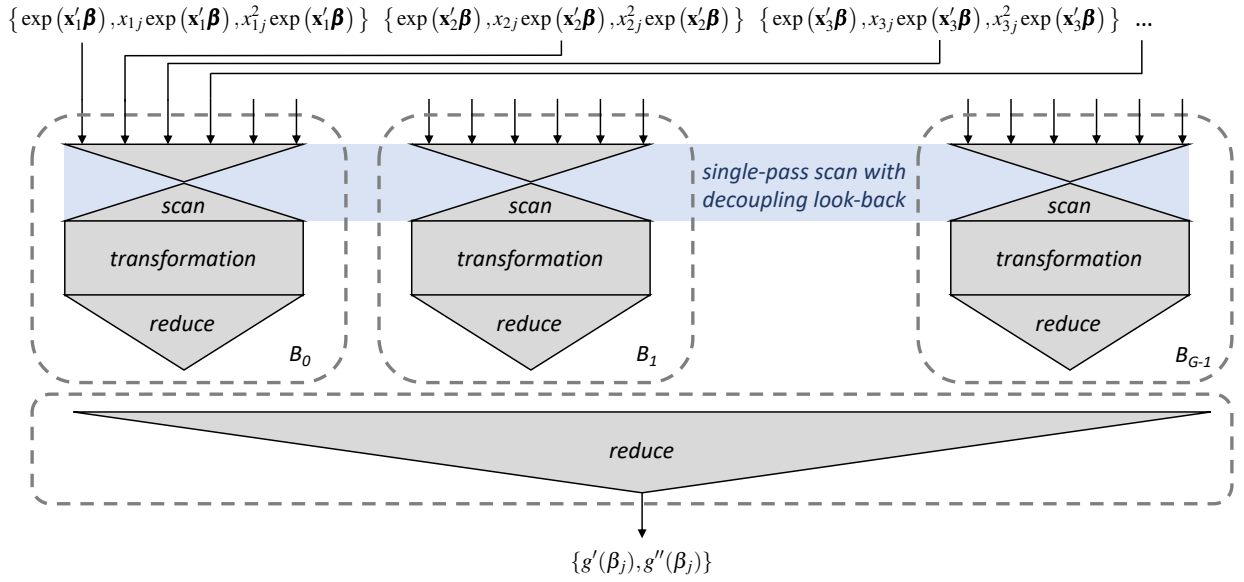 {exp(x′₁β), x₁ⱼ exp(x′₁β), x²₁ⱼ exp(x′₁β)} {exp(x′₂β), x₂ⱼ exp(x′₂β), x²₂ⱼ exp(x′₂β)} {exp(x′₃β), x₃ⱼ exp(x′₃β), x²₃ⱼ exp(x′₃β)} ...
single-pass scan with
decoupling look-back
scan scan scan
transformation transformation transformation
reduce reduce reduce
B₀ B₁ B_G-1
reduce
{g′(βⱼ), g″(βⱼ)}